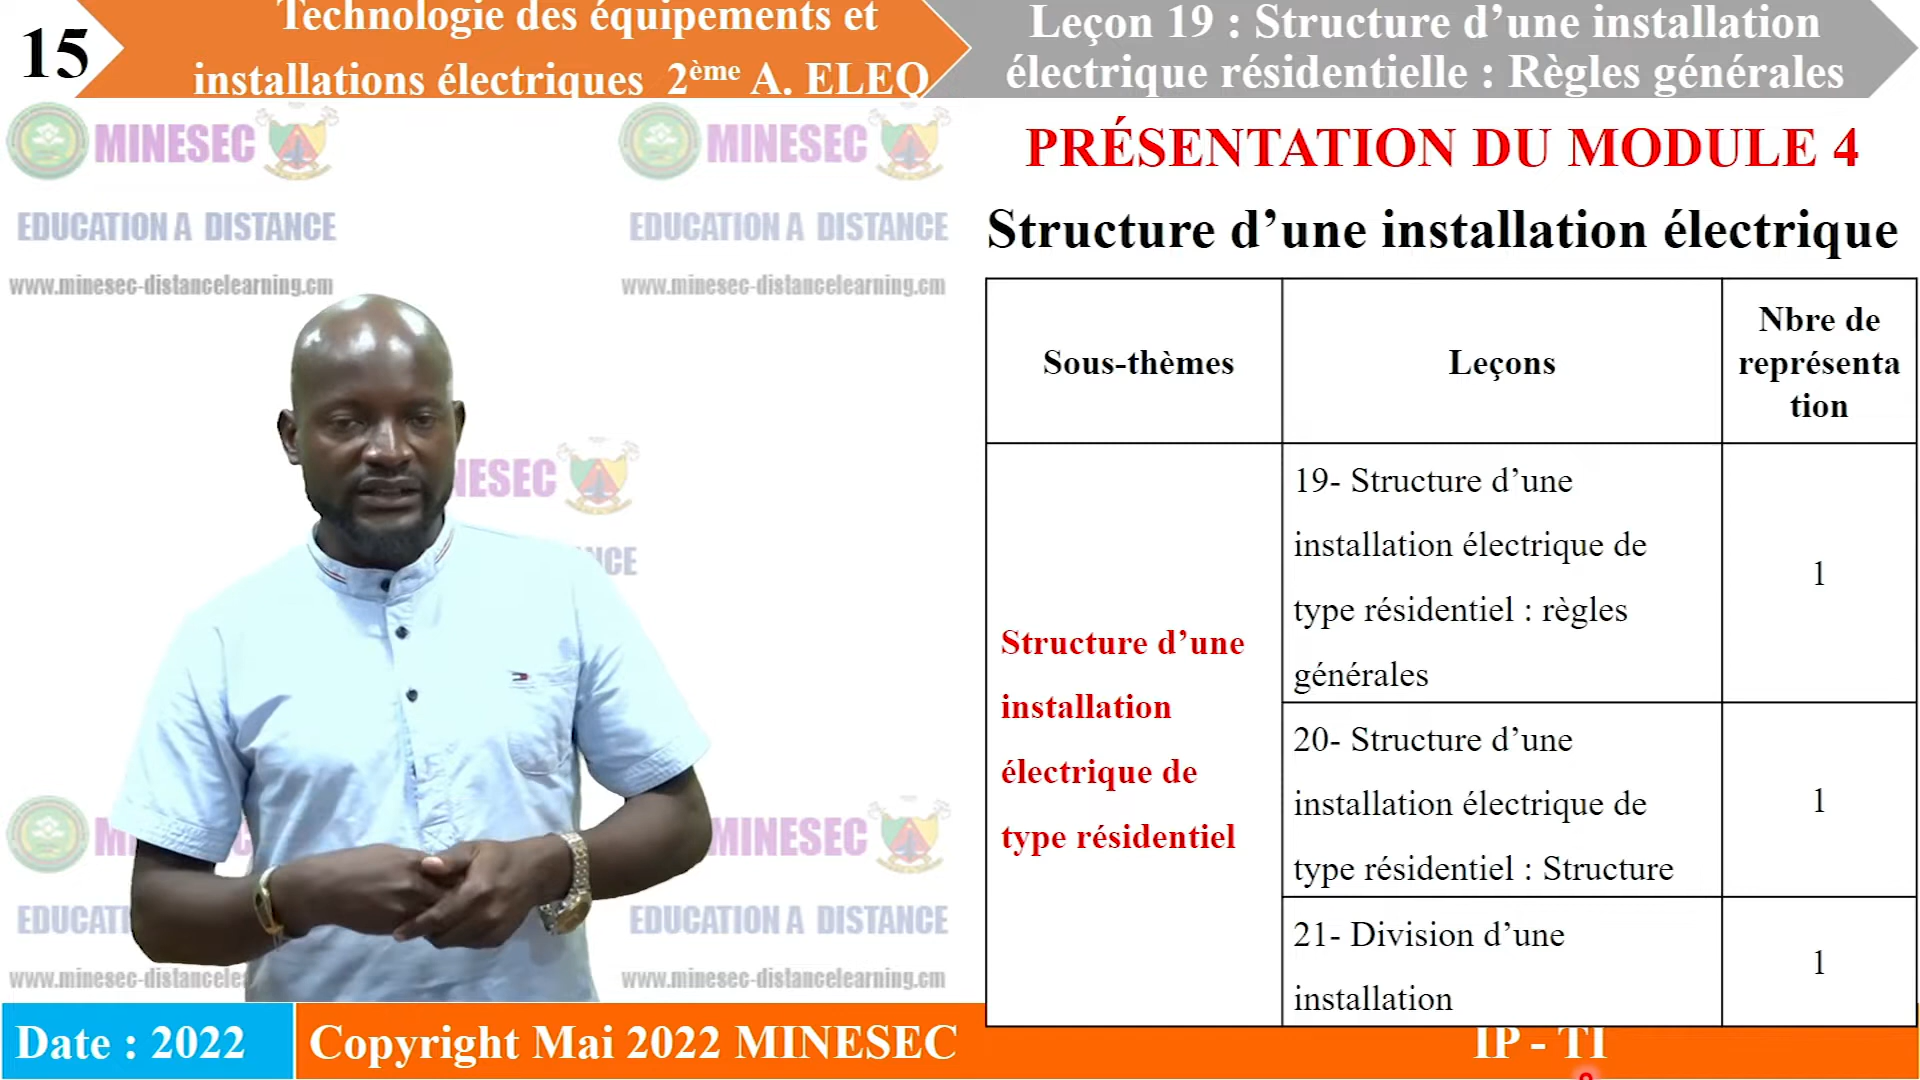 15
Technologie des équipements et
installations électriques 2ème A. ELEQ
Leçon 19 : Structure d’une installation
électrique résidentielle : Règles générales
MINESEC
EDUCATION A DISTANCE
www.minesec-distancelearning.cm
MINESEC
EDUCATION A DISTANCE
www.minesec-distancelearning.cm
PRÉSENTATION DU MODULE 4
Structure d’une installation électrique
Sous-thèmes
Leçons
Nbre de
représenta
tion
Structure d’une
installation
électrique de
type résidentiel
19- Structure d’une
installation électrique de
type résidentiel : règles
générales
1
20- Structure d’une
installation électrique de
type résidentiel : Structure
1
21- Division d’une
installation
1
MINESEC
EDUCATION A DISTANCE
www.minesec-distancelearning.cm
Date : 2022
Copyright Mai 2022 MINESEC
IP - TI